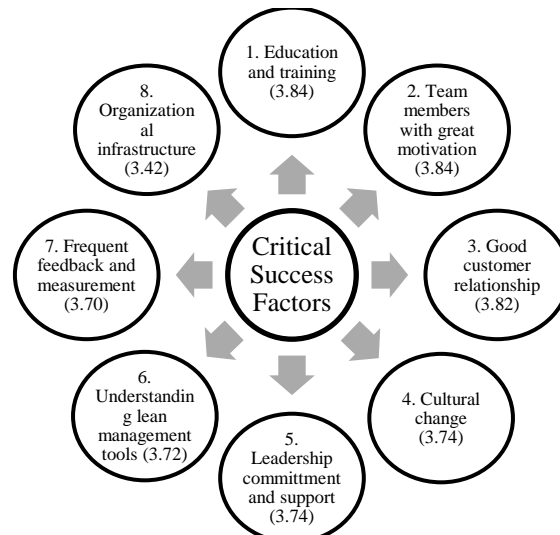 1. Education
and training
(3.84)
2. Team
members
with great
motivation
(3.84)
3. Good
customer
relationship
(3.82)
4. Cultural
change
(3.74)
5.
Leadership
committment
and support
(3.74)
6.
Understandin
g lean
management
tools (3.72)
7. Frequent
feedback and
measurement
(3.70)
8.
Organization
al
infrastructure
(3.42)
Critical
Success
Factors